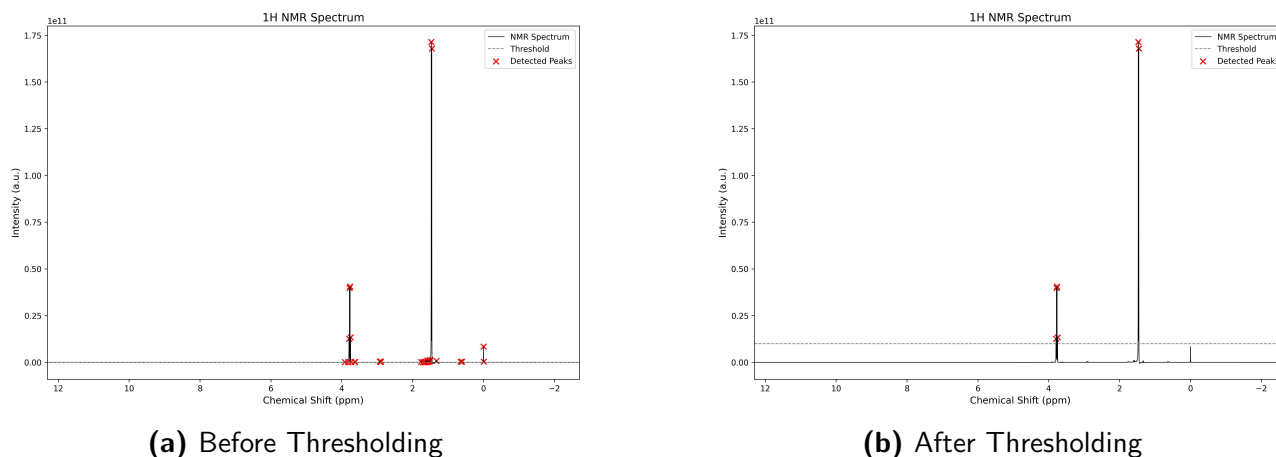 1H NMR Spectrum
1e11
1.75
1.50
1.25
1.00
0.75
0.50
0.25
0.00
Intensity (a.u.)
12
10
8
6
4
2
0
−2
Chemical Shift (ppm)
NMR Spectrum
Threshold
Detected Peaks
(a) Before Thresholding
1H NMR Spectrum
1e11
1.75
1.50
1.25
1.00
0.75
0.50
0.25
0.00
Intensity (a.u.)
12
10
8
6
4
2
0
−2
Chemical Shift (ppm)
NMR Spectrum
Threshold
Detected Peaks
(b) After Thresholding